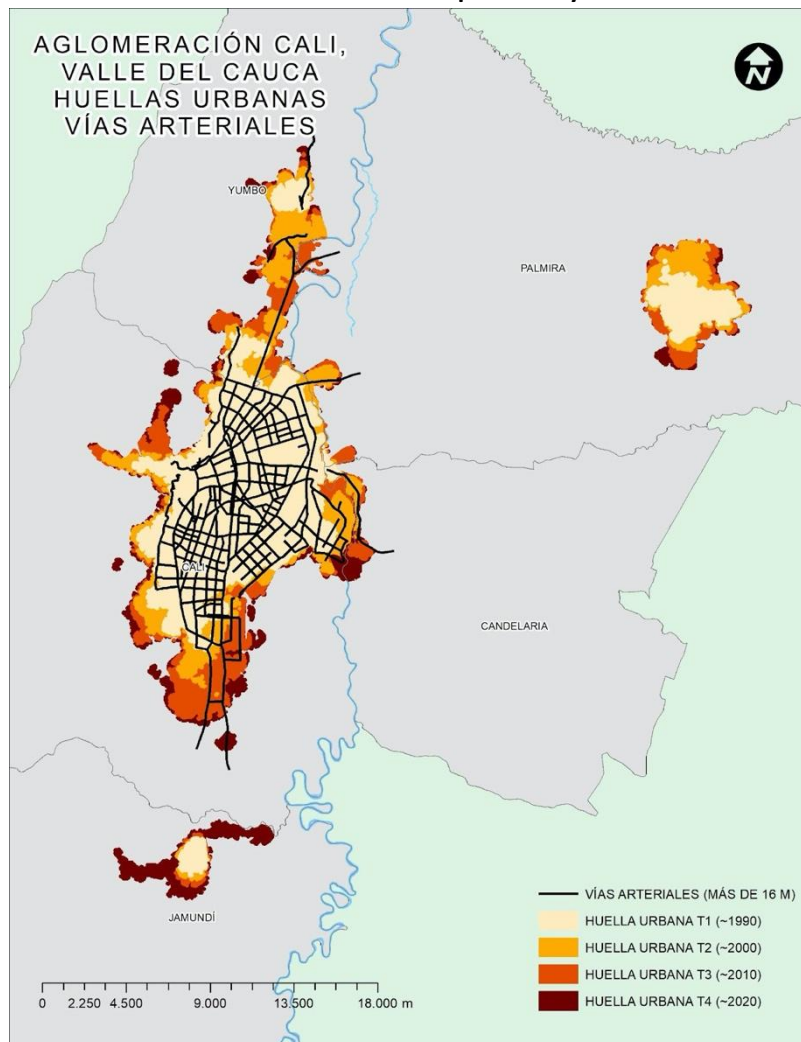 AGLOMERACIÓN CALI,
VALLE DEL CAUCA
HUELLAS URBANAS
VÍAS ARTERIALES
N
YUMBO
PALMIRA
CALI
CANDELARIA
JAMUNDÍ
VÍAS ARTERIALES (MÁS DE 16 M)
HUELLA URBANA T1 (~1990)
HUELLA URBANA T2 (~2000)
HUELLA URBANA T3 (~2010)
HUELLA URBANA T4 (~2020)
0 2.250 4.500 9.000 13.500 18.000 m